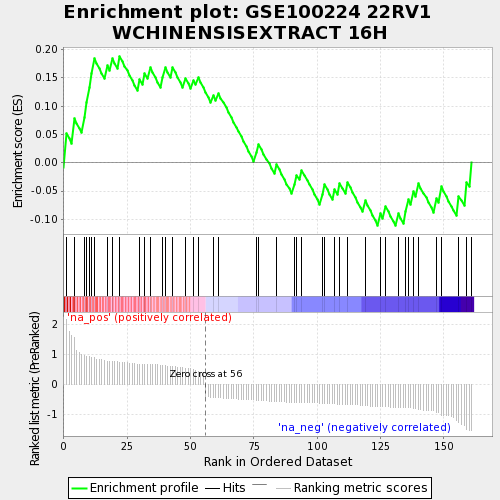 Enrichment plot: GSE100224 22RV1
WCHINENSISEXTRACT 16H
Enrichment score (ES)
0.20
0.15
0.10
0.05
0.00
-0.05
-0.10
Ranked list metric (PreRanked)
2
1
0
-1
'na_pos' (positively correlated)
Zero cross at 56
'na_neg' (negatively correlated)
0
25
50
75
100
125
150
Rank in Ordered Dataset
Enrichment profile
Hits
Ranking metric scores